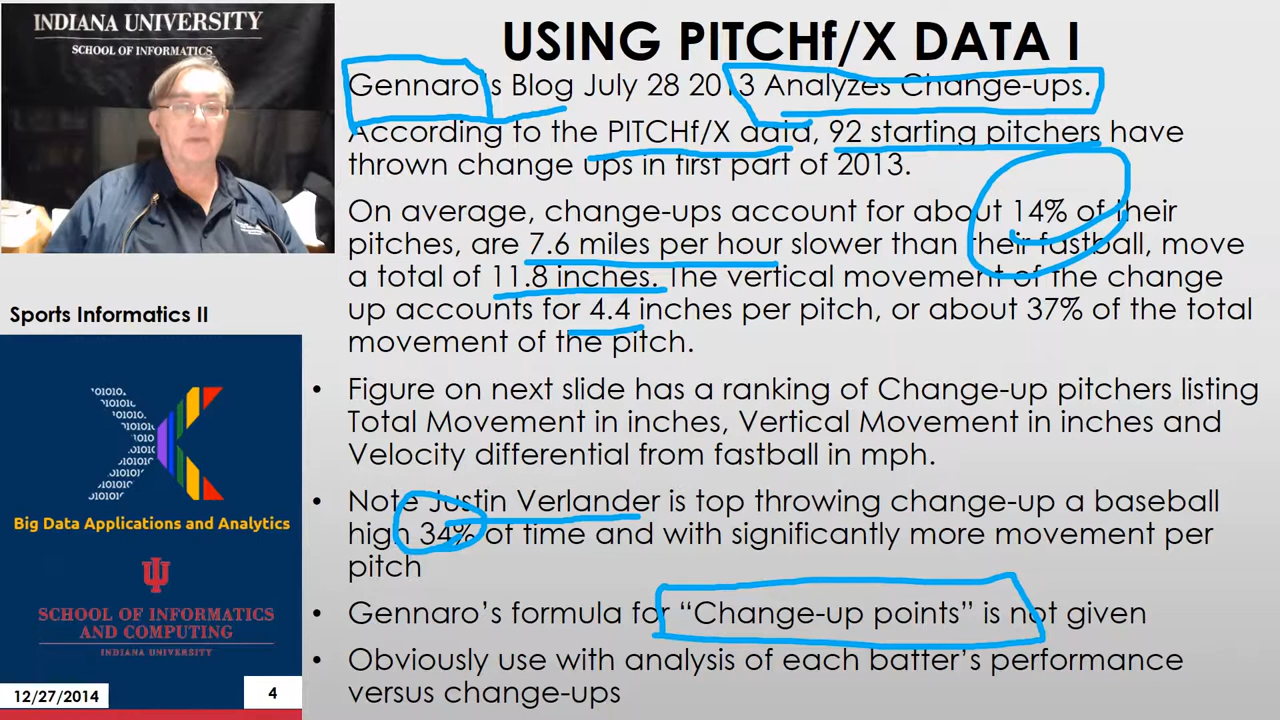 INDIANA UNIVERSITY
SCHOOL OF INFORMATICS
USING PITCHf/X DATA I
Gennaro's Blog July 28 2013 Analyzes Change-ups.
According to the PITCHf/X data, 92 starting pitchers have
thrown change ups in first part of 2013.
On average, change-ups account for about 14% of their
pitches, are 7.6 miles per hour slower than their fastball, move
a total of 11.8 inches. The vertical movement of the change
up accounts for 4.4 inches per pitch, or about 37% of the total
movement of the pitch.
• Figure on next slide has a ranking of Change-up pitchers listing
Total Movement in inches, Vertical Movement in inches and
Velocity differential from fastball in mph.
• Note Justin Verlander is top throwing change-up a baseball
high 34% of time and with significantly more movement per
pitch
• Gennaro's formula for “Change-up points” is not given
• Obviously use with analysis of each batter's performance
versus change-ups
Sports Informatics II
Big Data Applications and Analytics
SCHOOL OF INFORMATICS
AND COMPUTING
INDIANA UNIVERSITY
12/27/2014
4